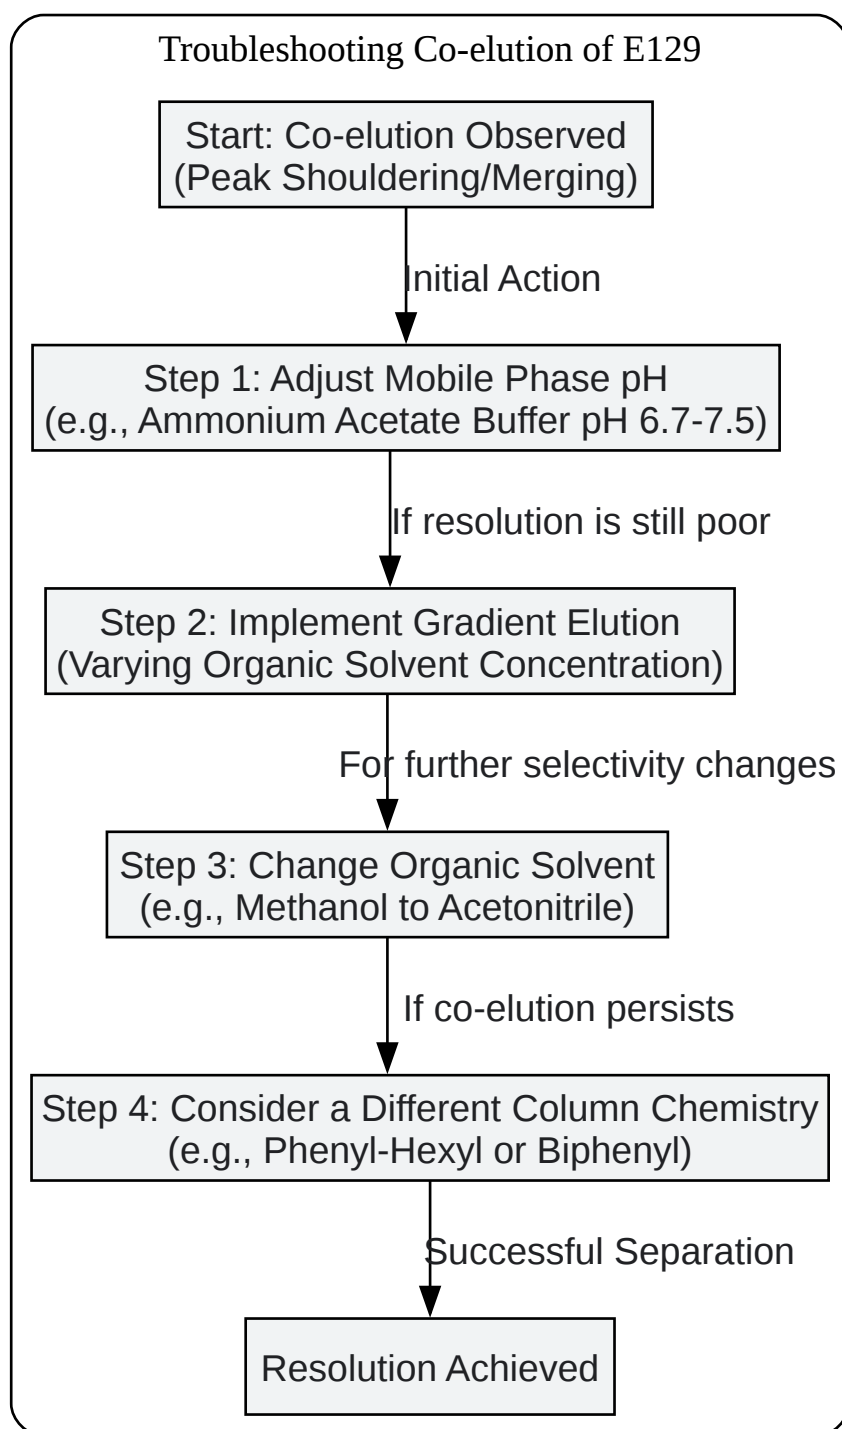 Troubleshooting Co-elution of E129
Start: Co-elution Observed
(Peak Shouldering/Merging)
Initial Action
Step 1: Adjust Mobile Phase pH
(e.g., Ammonium Acetate Buffer pH 6.7-7.5)
If resolution is still poor
Step 2: Implement Gradient Elution
(Varying Organic Solvent Concentration)
For further selectivity changes
Step 3: Change Organic Solvent
(e.g., Methanol to Acetonitrile)
If co-elution persists
Step 4: Consider a Different Column Chemistry
(e.g., Phenyl-Hexyl or Biphenyl)
Successful Separation
Resolution Achieved